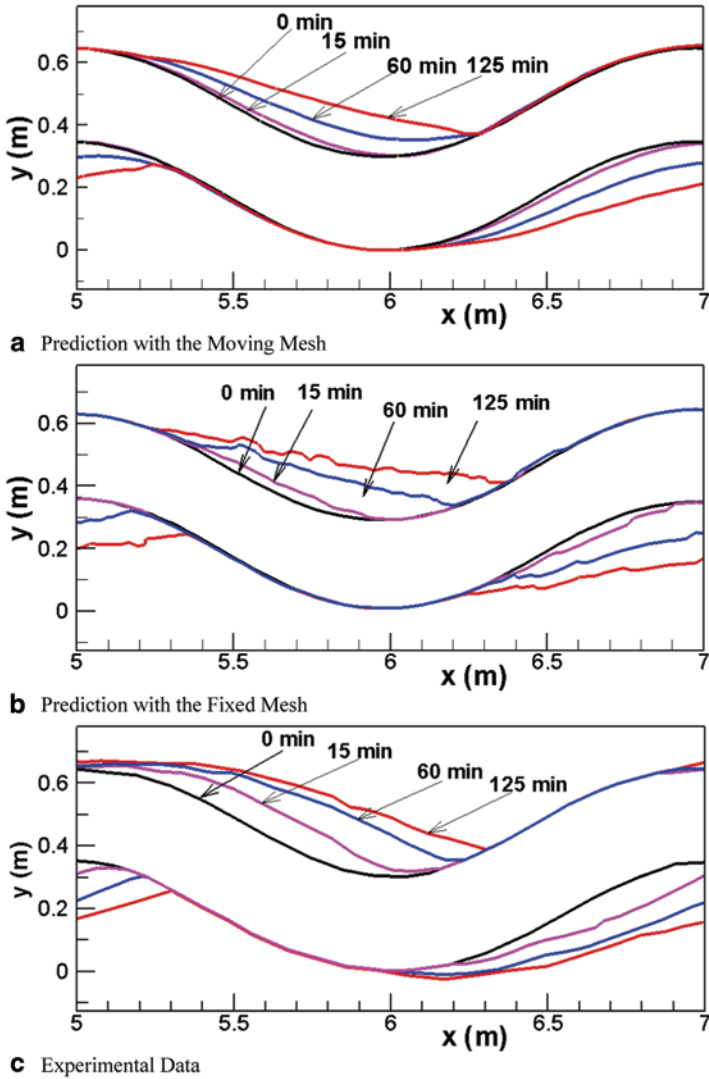 0 min
15 min
60 min
125 min
y (m)
0.6
0.4
0.2
0
5
5.5
6
6.5
7
x (m)
a Prediction with the Moving Mesh
0 min
15 min
60 min
125 min
y (m)
0.6
0.4
0.2
0
5
5.5
6
6.5
7
x (m)
b Prediction with the Fixed Mesh
0 min
15 min
60 min
125 min
y (m)
0.6
0.4
0.2
0
5
5.5
6
6.5
7
x (m)
c Experimental Data